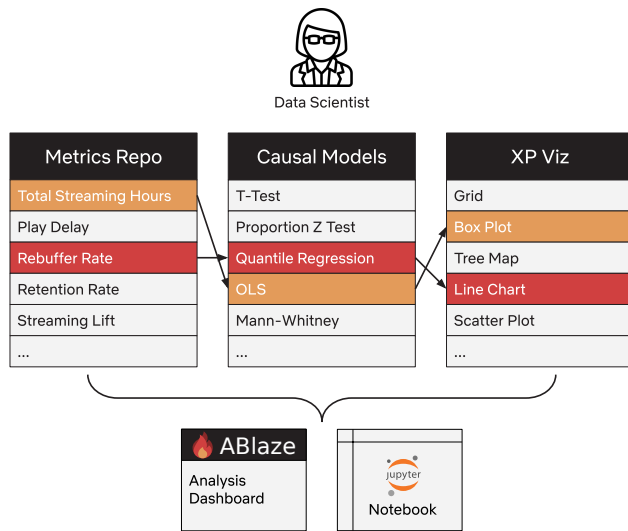 Data Scientist
Metrics Repo
Total Streaming Hours
Play Delay
Rebuffer Rate
Retention Rate
Streaming Lift
...
Causal Models
T-Test
Proportion Z Test
Quantile Regression
OLS
Mann-Whitney
...
XP Viz
Grid
Box Plot
Tree Map
Line Chart
Scatter Plot
...
ABlaze
Analysis
Dashboard
jupyter
Notebook